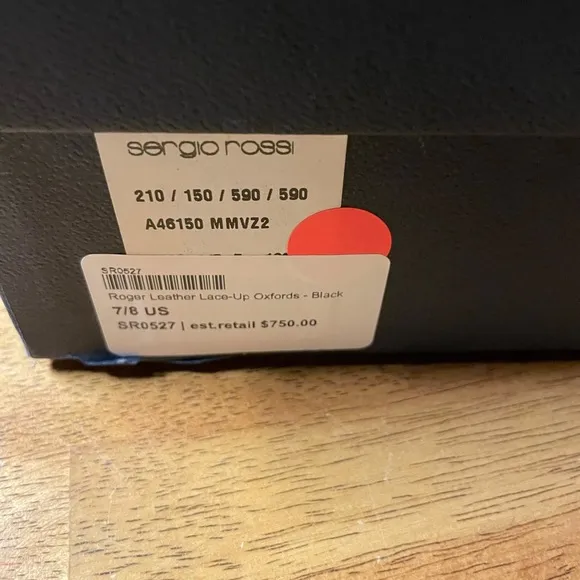 sergio rossi
210 / 150 / 590 / 590
A46150 MMVZ2
SR0527
Roger Leather Lace-Up Oxfords - Black
7/8 US
SR0527 | est.retail $750.00